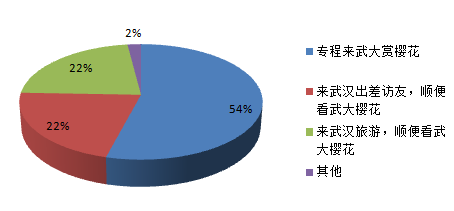 2%
22%
22%
54%
专程来武大赏樱花
来武汉出差访友，顺便
看武大樱花
来武汉旅游，顺便看武
大樱花
其他